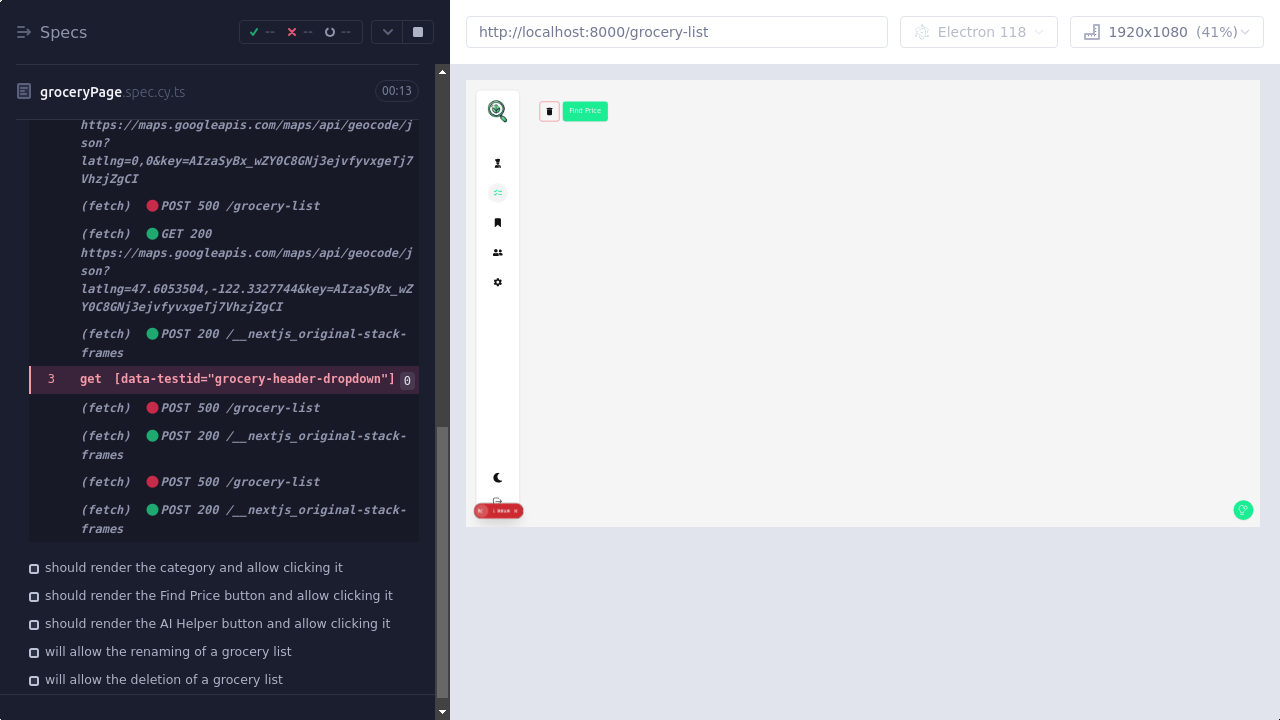 Specs
--
--
--
http://localhost:8000/grocery-list
Electron 118
1920x1080 (41%)
groceryPage.spec.cy.ts
00:13
https://maps.googleapis.com/maps/api/geocode/j
son?
latlng=0,0&key=AIzaSyBx_wZY0C8GNj3ejvfyvxgeTj7
VhzjZgCI
(fetch) POST 500 /grocery-list
(fetch) GET 200
https://maps.googleapis.com/maps/api/geocode/j
son?
latlng=47.6053504,-122.3327744&key=AIzaSyBx_wZ
Y0C8GNj3ejvfyvxgeTj7VhzjZgCI
(fetch) POST 200 /__nextjs_original-stack-
frames
3 get [data-testid="grocery-header-dropdown"] 0
(fetch) POST 500 /grocery-list
(fetch) POST 200 /__nextjs_original-stack-
frames
(fetch) POST 500 /grocery-list
(fetch) POST 200 /__nextjs_original-stack-
frames
should render the category and allow clicking it
should render the Find Price button and allow clicking it
should render the AI Helper button and allow clicking it
will allow the renaming of a grocery list
will allow the deletion of a grocery list
Find Price